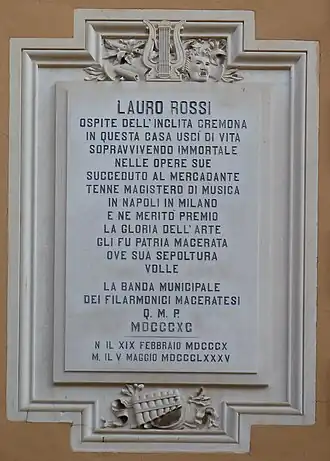 LAURO ROSSI
OSPITE DELL'INCLITA CREMONA
IN QUESTA CASA USCÍ DI VITA
SOPRAVVIVENDO IMMORTALE
NELLE OPERE SUE
SUCCEDUTO AL MERCADANTE
TENNE MAGISTERO DI MUSICA
IN NAPOLI IN MILANO
E NE MERITÒ PREMIO
LA GLORIA DELL'ARTE
GLI FU PATRIA MACERATA
OVE SUA SEPOLTURA
VOLLE
LA BANDA MUNICIPALE
DEI FILARMONICI MACERATESI
Q. M. P.
MDCCCXC
N IL XIX FEBBRAIO MDCCCX
M. IL V MAGGIO MDCCCLXXXV